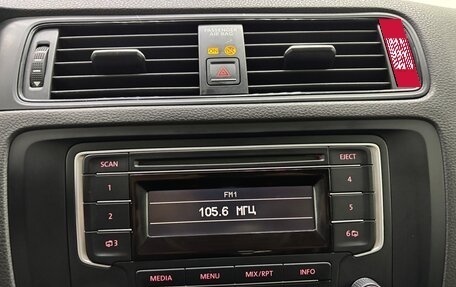 PASSENGER
AIR BAG
ON
SCAN
EJECT
1
4
FM1
105.6 МГЦ
2
5
3
6
MEDIA
MENU
MIX/RPT
INFO